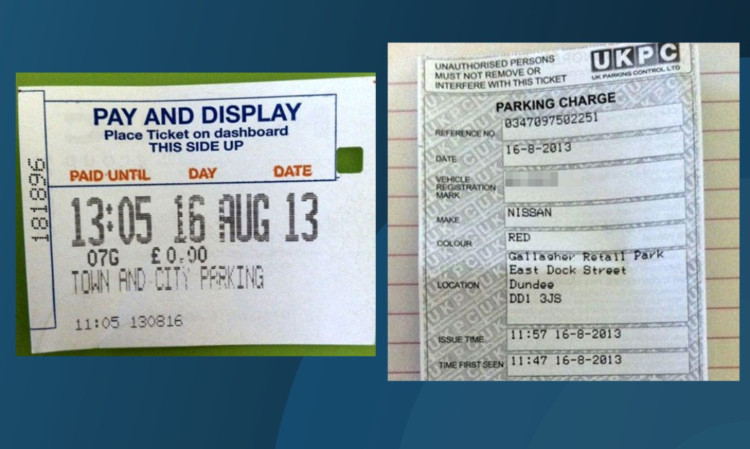 PAY AND DISPLAY
Place Ticket on dashboard
THIS SIDE UP
PAID UNTIL DAY DATE
13:05 16 AUG 13
07G £0.00
TOWN AND CITY PARKING
11:05 130816
181896
UNAUTHORISED PERSONS
MUST NOT REMOVE OR
INTERFERE WITH THIS TICKET
UKPC
UK PARKING CONTROL LTD
PARKING CHARGE
REFERENCE NO. 0347097502251
DATE 16-8-2013
VEHICLE
REGISTRATION
MARK
MAKE NISSAN
COLOUR RED
LOCATION Gallagher Retail Park
East Dock Street
Dundee
DD1 3JS
ISSUE TIME 11:57 16-8-2013
TIME FIRST SEEN 11:47 16-8-2013